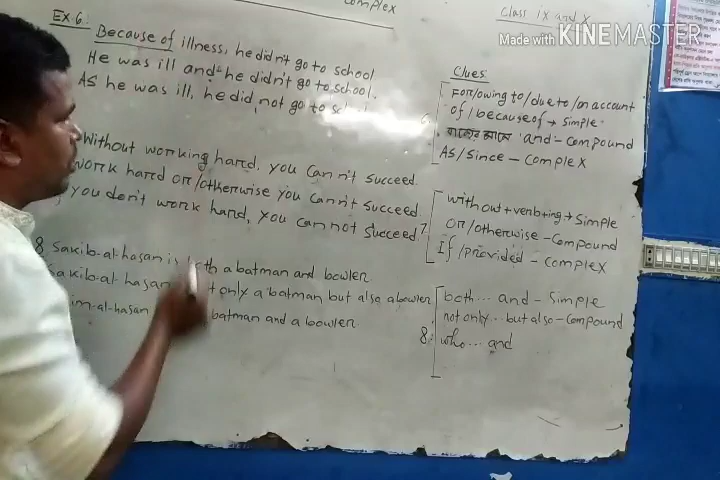 complex
Class ix and x
Made with KINEMASTER
Ex-6:
Because of illness, he didn't go to school
He was ill and he didn't go to school.
As he was ill, he did not go to
Without working hard, you can n't succeed.
work hard or/otherwise you can n't succeed.
you don't work hard, you can not succeed.
8. Sakib-al-hasan is both a batman and bowler.
Sakib-al-hasan only a batman but also a bowler
-al-hasan batman and a bowler.
Clues
6. For/owing to/due to/on account
of/because of → simple
and - compound
As/since - complex
7. without+verb+ing → simple
or/otherwise - compound
If/provided - complex
8. both... and - simple
not only... but also - compound
who... and